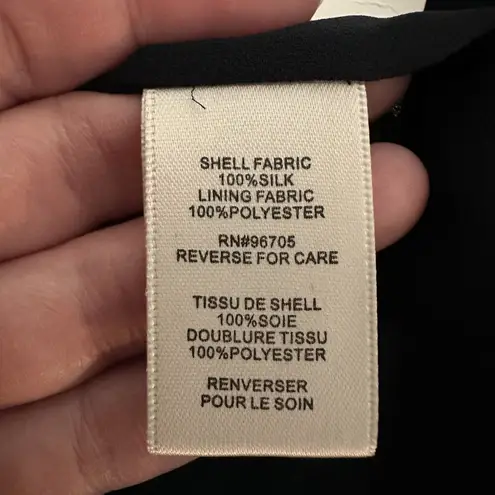 SHELL FABRIC
100%SILK
LINING FABRIC
100%POLYESTER
RN#96705
REVERSE FOR CARE
TISSU DE SHELL
100%SOIE
DOUBLURE TISSU
100%POLYESTER
RENVERSER
POUR LE SOIN